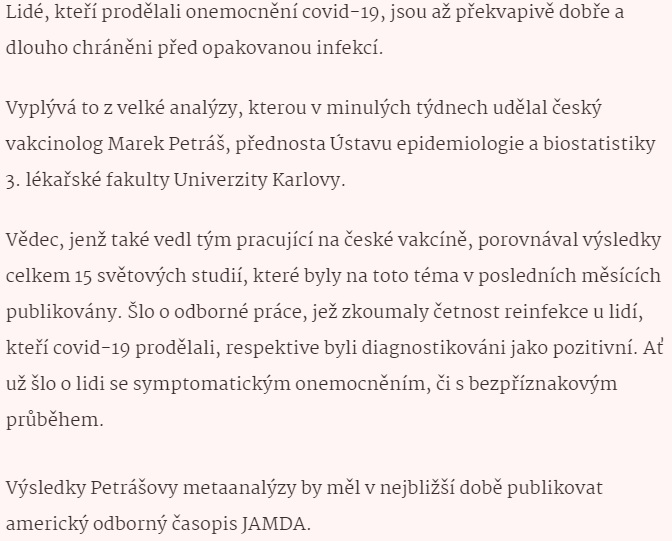 Lidé, kteří prodělali onemocnění covid-19, jsou až překvapivě dobře a
dlouho chráněni před opakovanou infekcí.
Vyplývá to z velké analýzy, kterou v minulých týdnech udělal český
vakcinolog Marek Petráš, přednosta Ústavu epidemiologie a biostatistiky
3. lékařské fakulty Univerzity Karlovy.
Vědec, jenž také vedl tým pracující na české vakcíně, porovnával výsledky
celkem 15 světových studií, které byly na toto téma v posledních měsících
publikovány. Šlo o odborné práce, jež zkoumaly četnost reinfekce u lidí,
kteří covid-19 prodělali, respektive byli diagnostikováni jako pozitivní. Ať
už šlo o lidi se symptomatickým onemocněním, či s bezpříznakovým
průběhem.
Výsledky Petrášovy metaanalýzy by měl v nejbližší době publikovat
americký odborný časopis JAMDA.